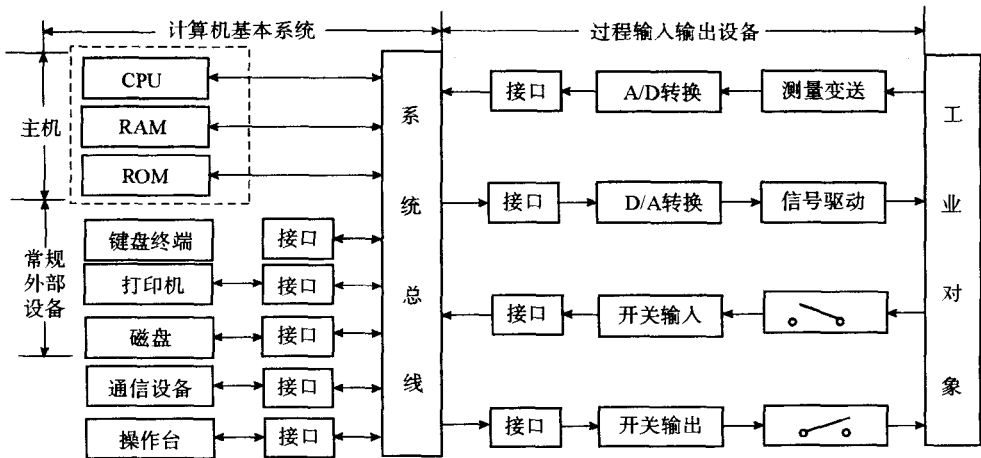 计算机基本系统
过程输入输出设备
主机
CPU
RAM
ROM
常规
外部
设备
键盘终端
接口
打印机
接口
磁盘
接口
通信设备
接口
操作台
接口
系统总线
接口
A/D转换
测量变送
接口
D/A转换
信号驱动
接口
开关输入
接口
开关输出
工业对象